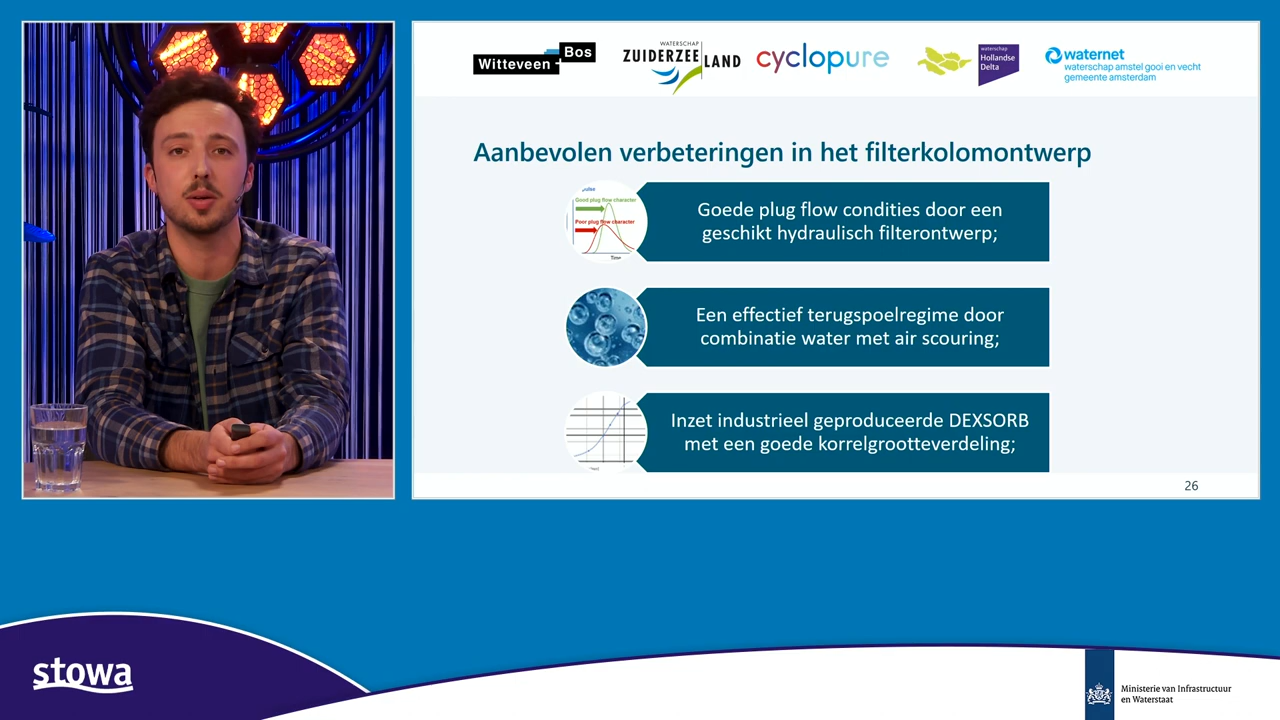 Witteveen
Bos
WATERSCHAP
ZUIDERZEE
LAND
cyclopure
waterschap
Hollandse
Delta
waternet
waterschap amstel gooi en vecht
gemeente amsterdam
Aanbevolen verbeteringen in het filterkolomontwerp
Good plug flow character
Poor plug flow character
Time
Goede plug flow condities door een
geschikt hydraulisch filterontwerp;
Een effectief terugspoelregime door
combinatie water met air scouring;
Inzet industrieel geproduceerde DEXSORB
met een goede korrelgrootteverdeling;
26
stowa
Ministerie van Infrastructuur
en Waterstaat